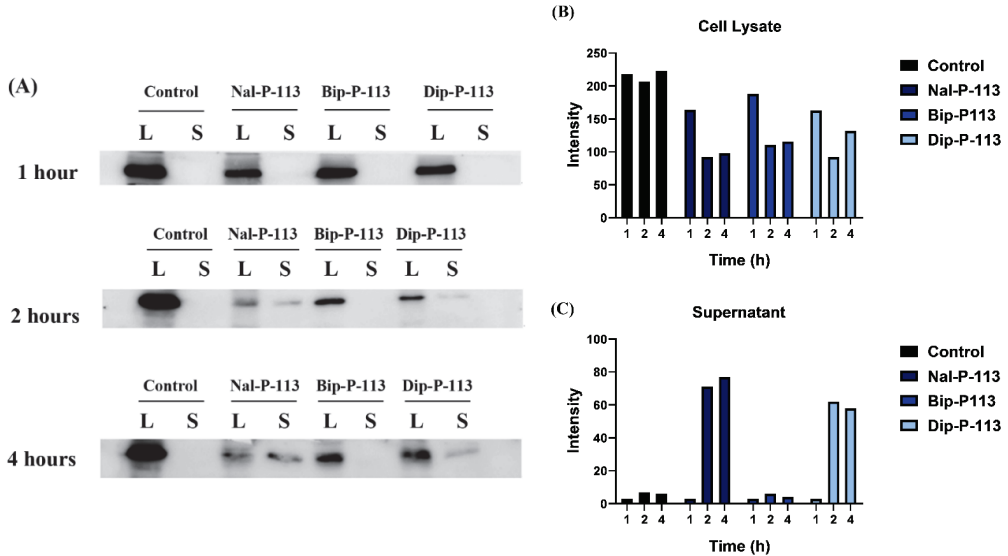 (A)
Control Nal-P-113 Bip-P-113 Dip-P-113
L S L S L S L S
1 hour
Control Nal-P-113 Bip-P-113 Dip-P-113
L S L S L S L S
2 hours
Control Nal-P-113 Bip-P-113 Dip-P-113
L S L S L S L S
4 hours
(B)
Cell Lysate
Intensity
250
200
150
100
50
0
1 2 4 1 2 4 1 2 4 1 2 4
Time (h)
Control
Nal-P-113
Bip-P113
Dip-P-113
(C)
Supernatant
Intensity
100
80
60
40
20
0
1 2 4 1 2 4 1 2 4 1 2 4
Time (h)
Control
Nal-P-113
Bip-P113
Dip-P-113